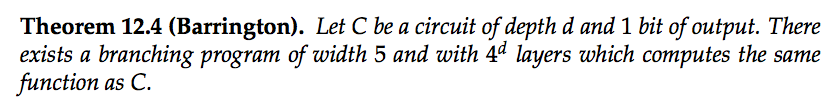 Theorem 12.4 (Barrington). Let C be a circuit of depth d and 1 bit of output. There
exists a branching program of width 5 and with 4^d layers which computes the same
function as C.